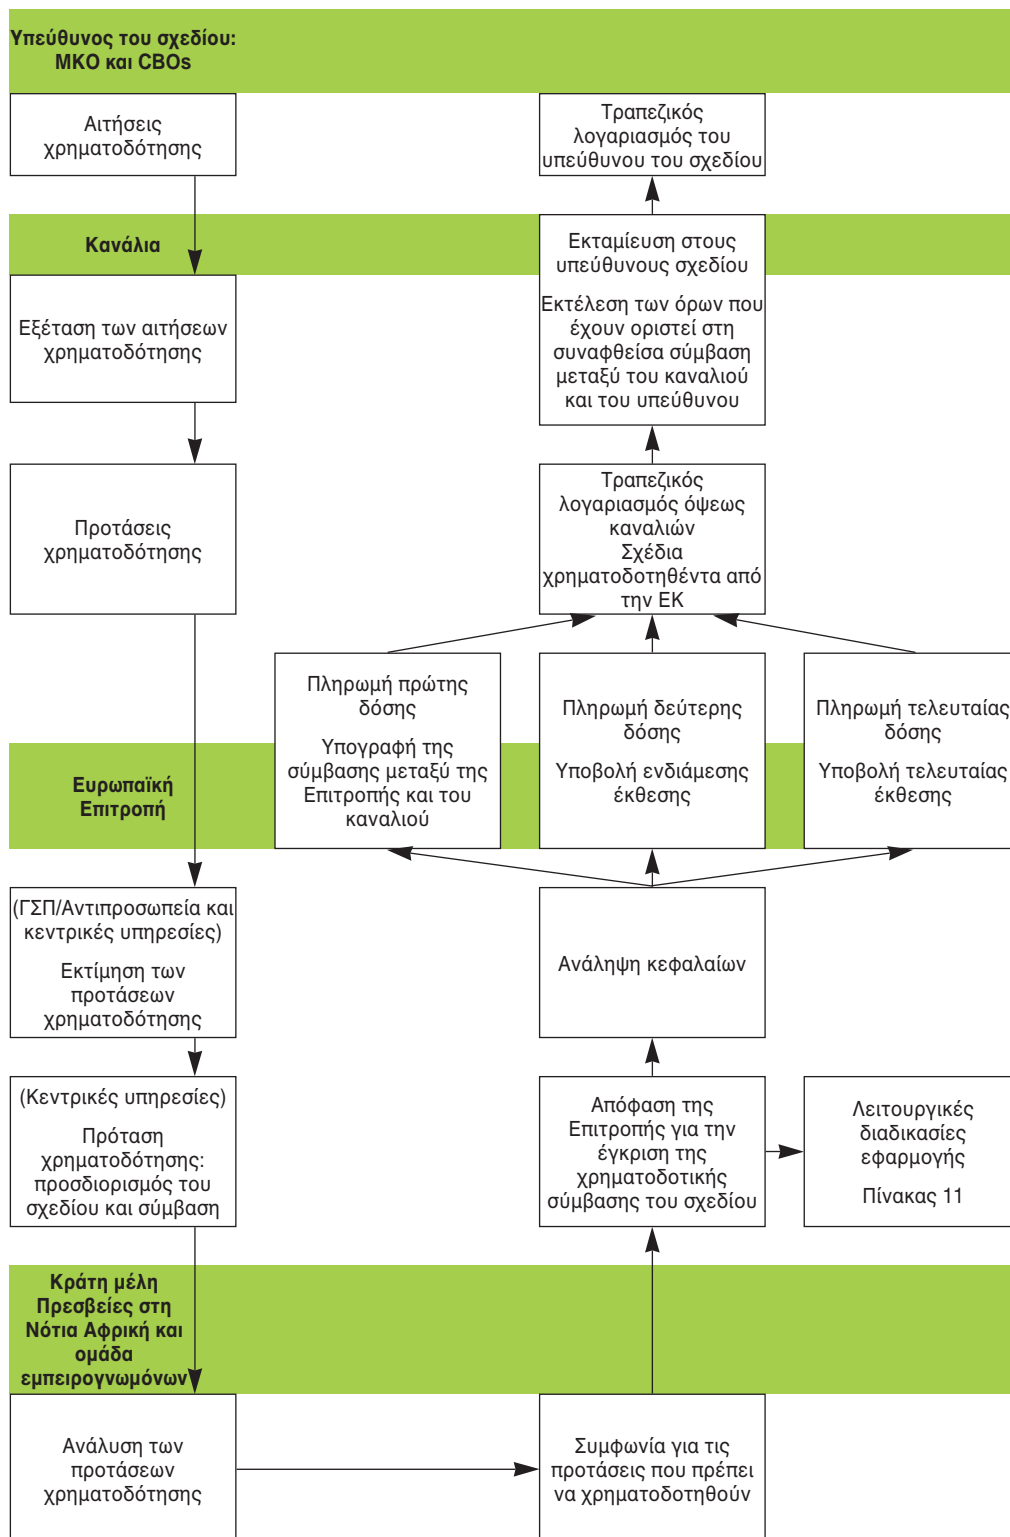 Υπεύθυνος του σχεδίου:
ΜΚΟ και CBOs
Αιτήσεις
χρηματοδότησης
Τραπεζικός
λογαριασμός του
υπεύθυνου του σχεδίου
Κανάλια
Εκταμίευση στους
υπεύθυνους σχεδίου
Εκτέλεση των όρων που
έχουν οριστεί στη
συναφθείσα σύμβαση
μεταξύ του καναλιού
και του υπεύθυνου
Εξέταση των αιτήσεων
χρηματοδότησης
Προτάσεις
χρηματοδότησης
Τραπεζικός
λογαριασμός όψεως
καναλιών
Σχέδια
χρηματοδοτηθέντα από
την ΕΚ
Πληρωμή πρώτης
δόσης
Υπογραφή της
σύμβασης μεταξύ της
Επιτροπής και του
καναλιού
Πληρωμή δεύτερης
δόσης
Υποβολή ενδιάμεσης
έκθεσης
Πληρωμή τελευταίας
δόσης
Υποβολή τελευταίας
έκθεσης
Ευρωπαϊκή
Επιτροπή
(ΓΣΠ/Αντιπροσωπεία και
κεντρικές υπηρεσίες)
Εκτίμηση των
προτάσεων
χρηματοδότησης
Ανάληψη κεφαλαίων
(Κεντρικές υπηρεσίες)
Πρόταση
χρηματοδότησης:
προσδιορισμός του
σχεδίου και σύμβαση
Απόφαση της
Επιτροπής για την
έγκριση της
χρηματοδοτικής
σύμβασης του σχεδίου
Λειτουργικές
διαδικασίες
εφαρμογής
Πίνακας 11
Κράτη μέλη
Πρεσβείες στη
Νότια Αφρική και
ομάδα
εμπειρογνωμόνων
Ανάλυση των
προτάσεων
χρηματοδότησης
Συμφωνία για τις
προτάσεις που πρέπει
να χρηματοδοτηθούν